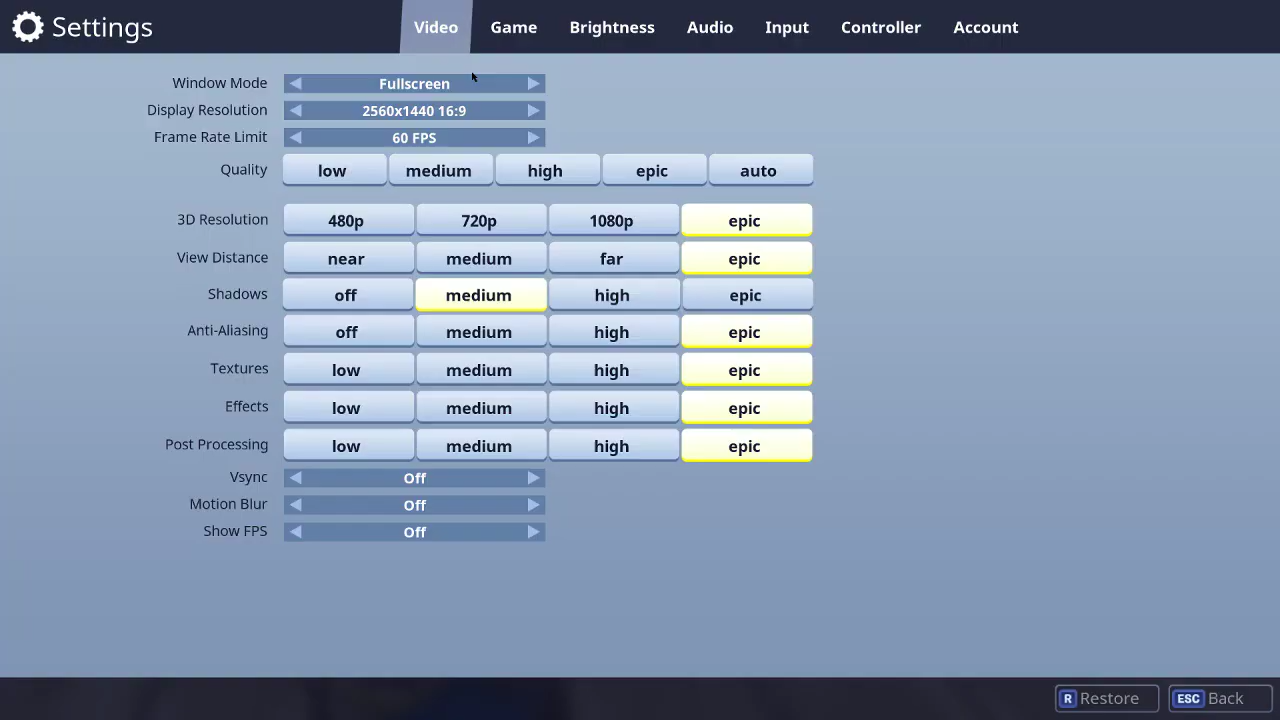 Settings Video Game Brightness Audio Input Controller Account
Window Mode Fullscreen
Display Resolution 2560x1440 16:9
Frame Rate Limit 60 FPS
Quality low medium high epic auto
3D Resolution 480p 720p 1080p epic
View Distance near medium far epic
Shadows off medium high epic
Anti-Aliasing off medium high epic
Textures low medium high epic
Effects low medium high epic
Post Processing low medium high epic
Vsync Off
Motion Blur Off
Show FPS Off
R Restore ESC Back